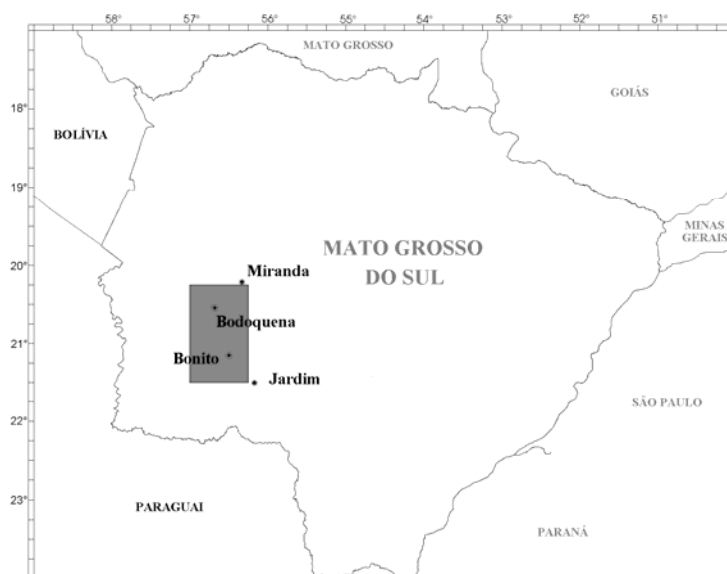 58° 57° 56° 55° 54° 53° 52° 51°
MATO GROSSO
GOIÁS
18°
BOLÍVIA
19°
MINAS
GERAIS
MATO GROSSO
DO SUL
20°
Miranda
Bodoquena
21°
Bonito
Jardim
SÃO PAULO
22°
23°
PARAGUAI
PARANÁ